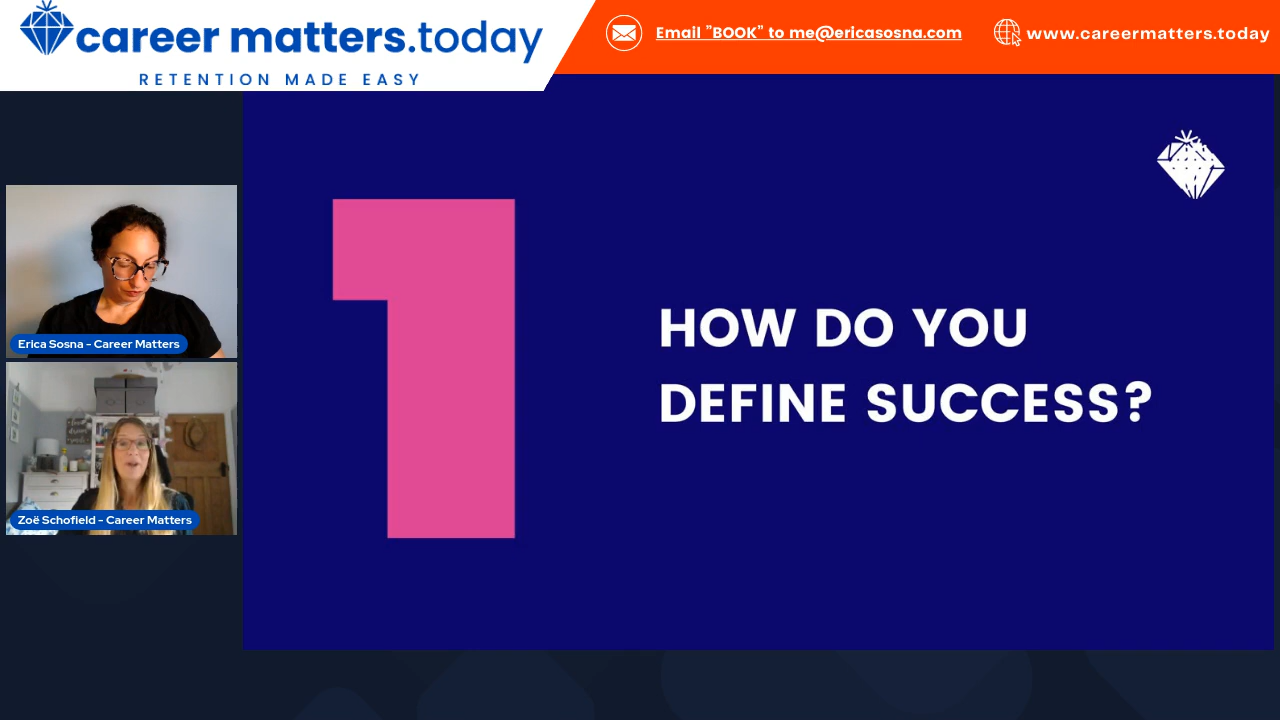 career matters.today
RETENTION MADE EASY
Email "BOOK" to me@ericasosna.com
www.careermatters.today
Erica Sosna - Career Matters
Zoë Schofield - Career Matters
1
HOW DO YOU
DEFINE SUCCESS?